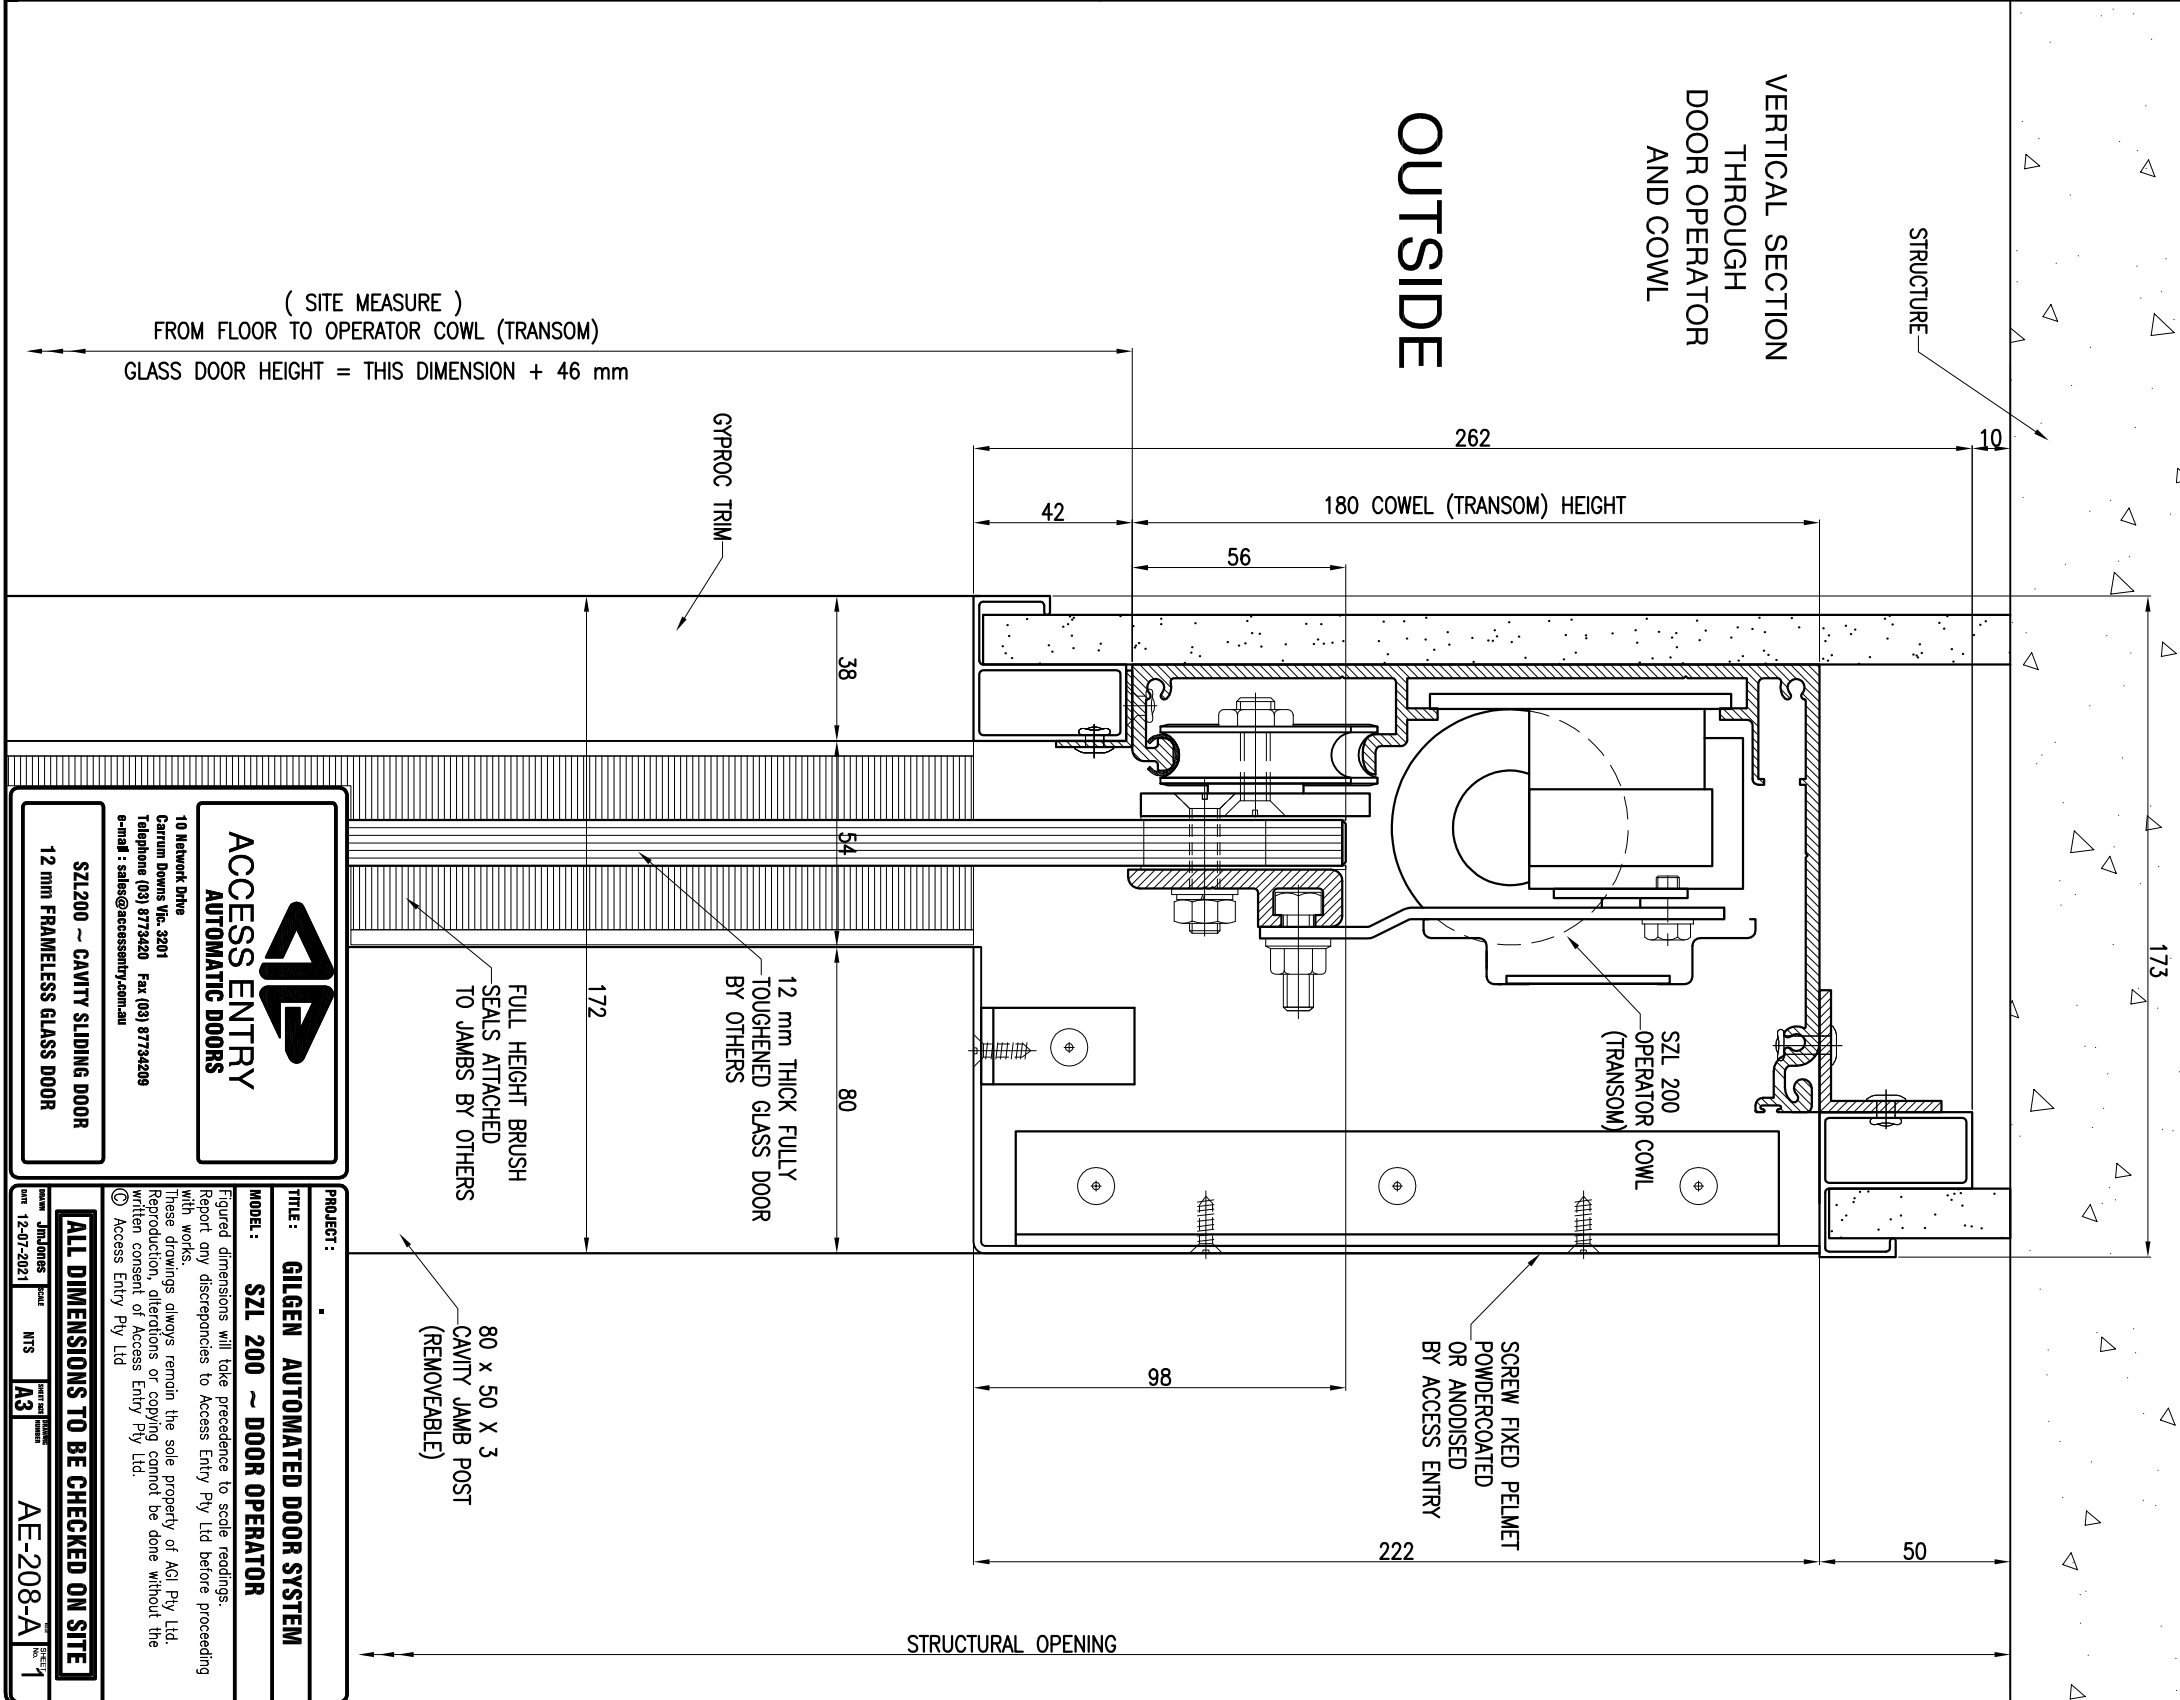 VERTICAL SECTION
THROUGH
DOOR OPERATOR
AND COWL
OUTSIDE
STRUCTURE
( SITE MEASURE )
FROM FLOOR TO OPERATOR COWL (TRANSOM)
GLASS DOOR HEIGHT = THIS DIMENSION + 46 mm
GYPROC TRIM
262
10
42
180 COWEL (TRANSOM) HEIGHT
56
38
54
80
172
173
SZL 200
OPERATOR COWL
(TRANSOM)
12 mm THICK FULLY
TOUGHENED GLASS DOOR
BY OTHERS
FULL HEIGHT BRUSH
SEALS ATTACHED
TO JAMBS BY OTHERS
80 x 50 X 3
CAVITY JAMB POST
(REMOVEABLE)
SCREW FIXED PELMET
POWDERCOATED
OR ANODISED
BY ACCESS ENTRY
98
222
50
STRUCTURAL OPENING
ACCESS ENTRY
AUTOMATIC DOORS
10 Network Drive
Carrum Downs Vic. 3201
Telephone (03) 8773420 Fax (03) 87734209
e-mail : sales@accessentry.com.au
SZL200 ~ CAVITY SLIDING DOOR
12 mm FRAMELESS GLASS DOOR
PROJECT : .
TITLE : GILGEN AUTOMATED DOOR SYSTEM
MODEL : SZL 200 ~ DOOR OPERATOR
Figured dimensions will take precedence to scale readings.
Report any discrepancies to Access Entry Pty Ltd before proceeding
with works.
These drawings always remain the sole property of AGI Pty Ltd.
Reproduction, alterations or copying cannot be done without the
written consent of Access Entry Pty Ltd.
© Access Entry Pty Ltd
ALL DIMENSIONS TO BE CHECKED ON SITE
DRAWN JmJones
DATE 12-07-2021
SCALE NTS
SHEET SIZE A3
DRAWING NUMBER AE-208-A
SHEET No. 1